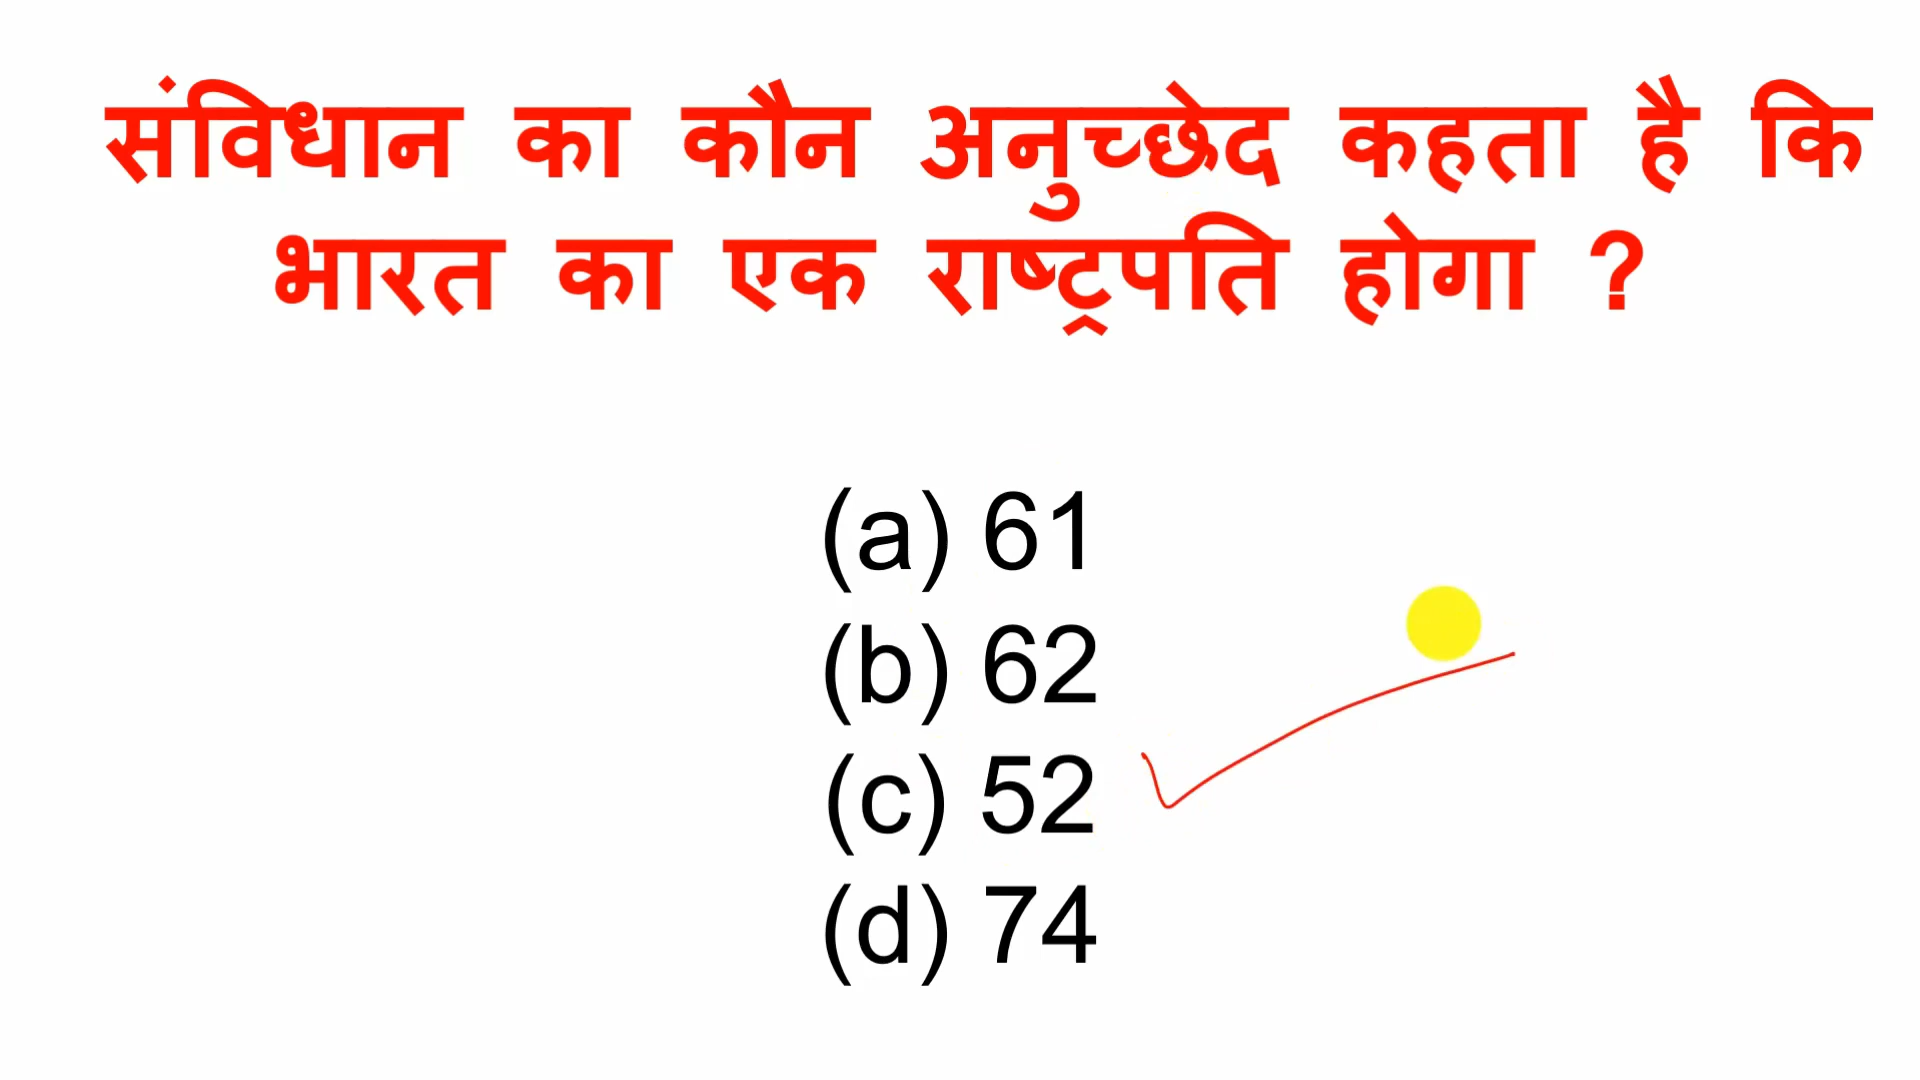 संविधान का कौन अनुच्छेद कहता है कि
भारत का एक राष्ट्रपति होगा ?
(a) 61
(b) 62
(c) 52
(d) 74